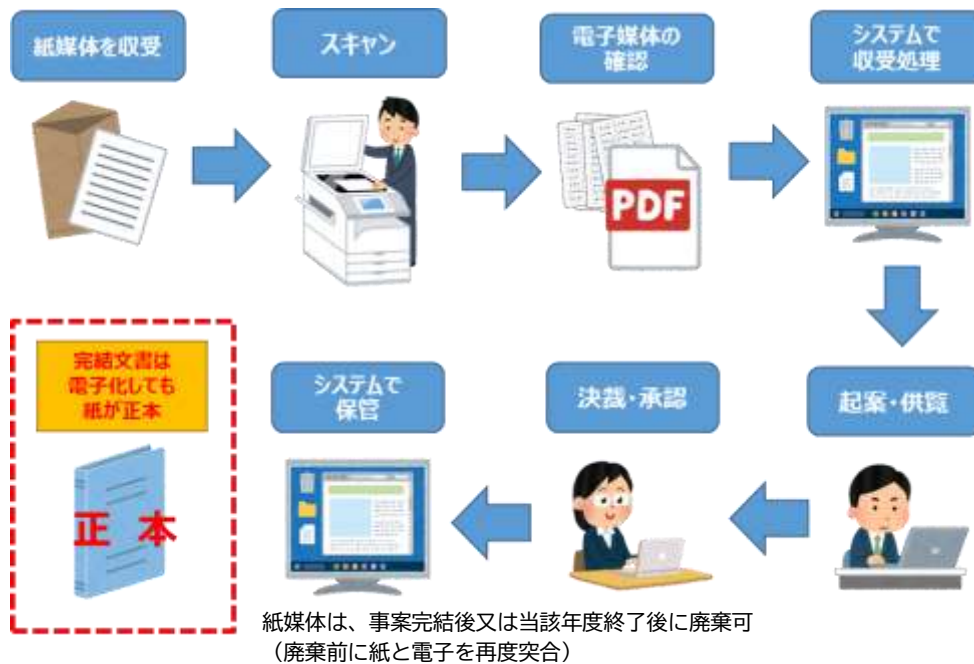 紙媒体を収受
スキャン
電子媒体の
確認
システムで
収受処理
PDF
起案・供覧
決裁・承認
システムで
保管
完結文書は
電子化しても
紙が正本
正 本
紙媒体は、事案完結後又は当該年度終了後に廃棄可
（廃棄前に紙と電子を再度突合）